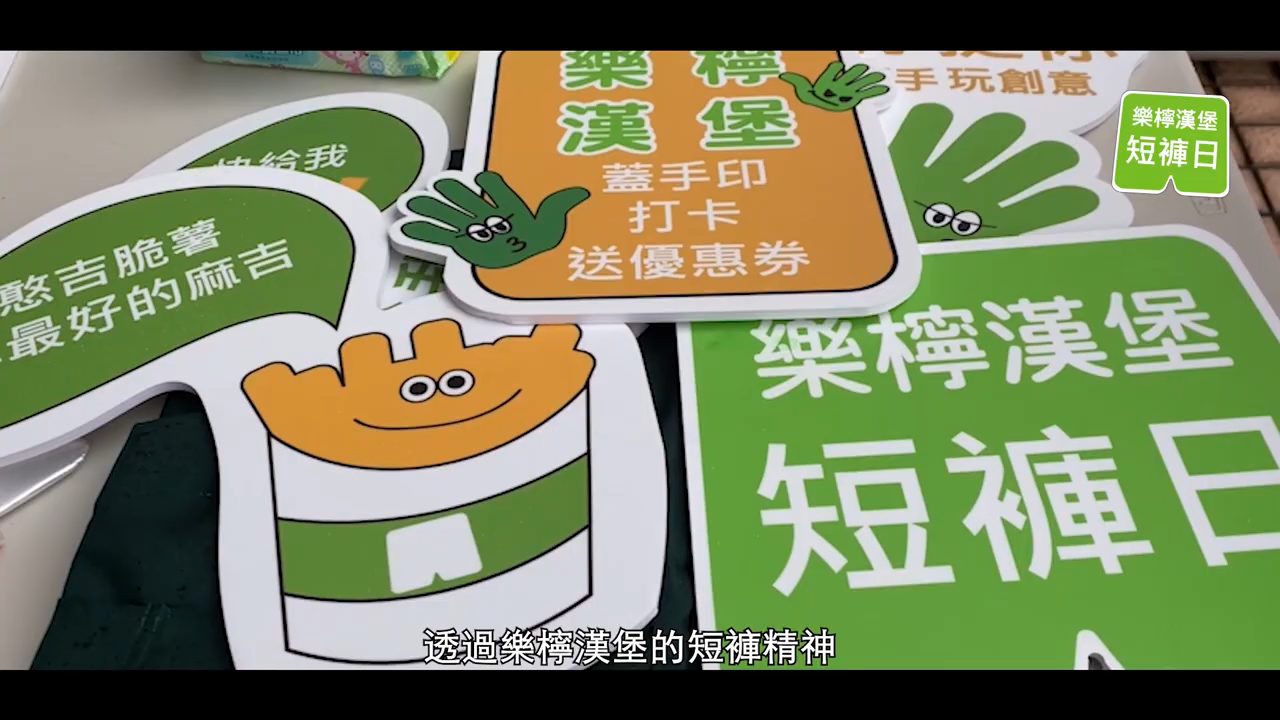 樂檸
漢堡
蓋手印
打卡
送優惠券
手玩創意
樂檸漢堡
短褲日
快給我
憨吉脆薯
最好的麻吉
樂檸漢堡
短褲日
透過樂檸漢堡的短褲精神